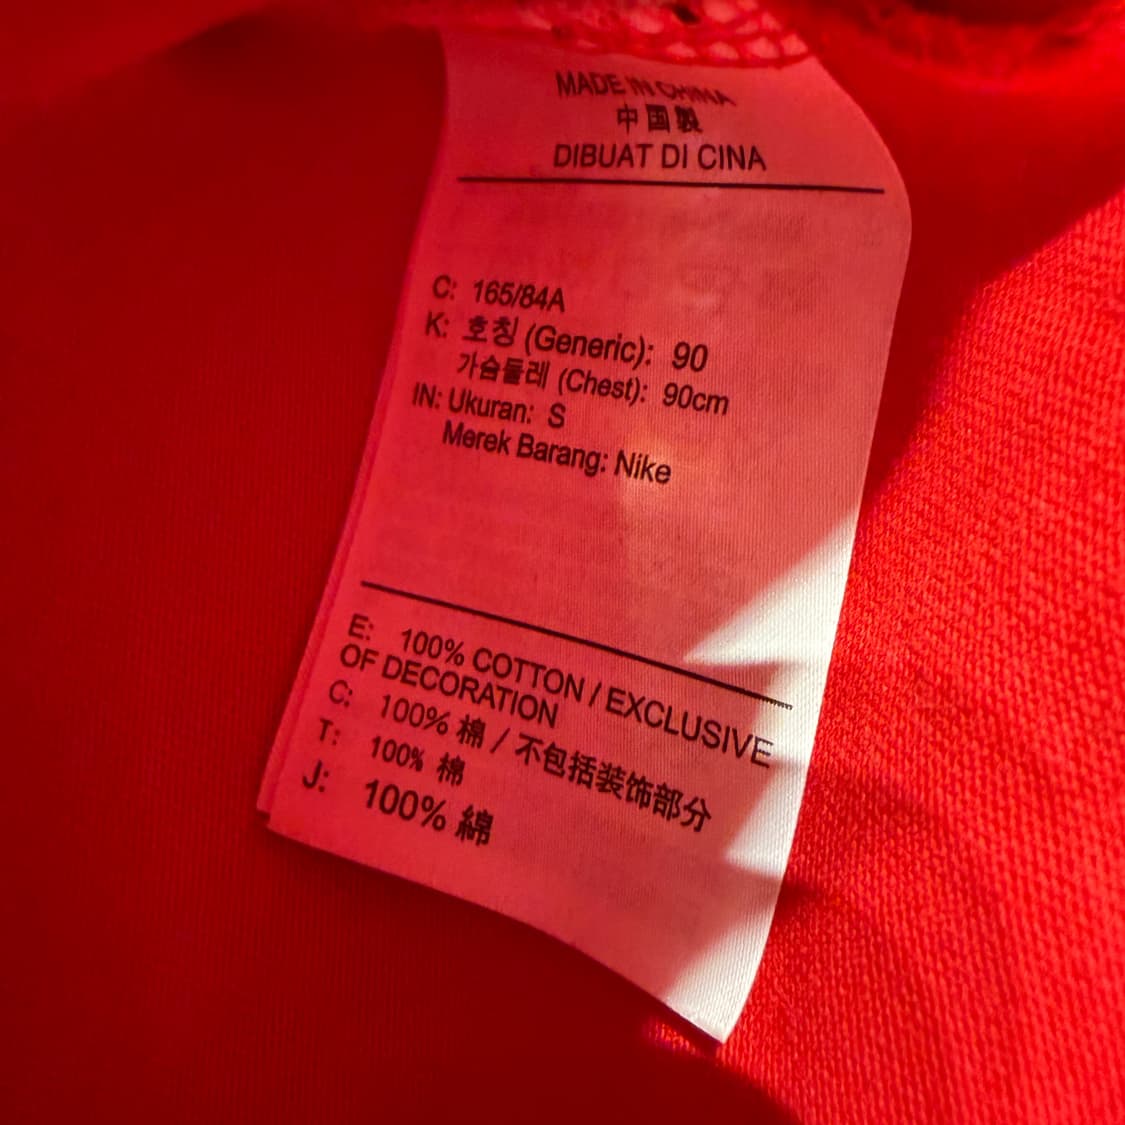 MADE IN CHINA
中国製
DIBUAT DI CINA
C: 165/84A
K: 호칭 (Generic): 90
가슴둘레 (Chest): 90cm
IN: Ukuran: S
Merek Barang: Nike
E: 100% COTTON / EXCLUSIVE
OF DECORATION
C: 100% 棉 / 不包括装饰部分
T: 100% 棉
J: 100% 綿